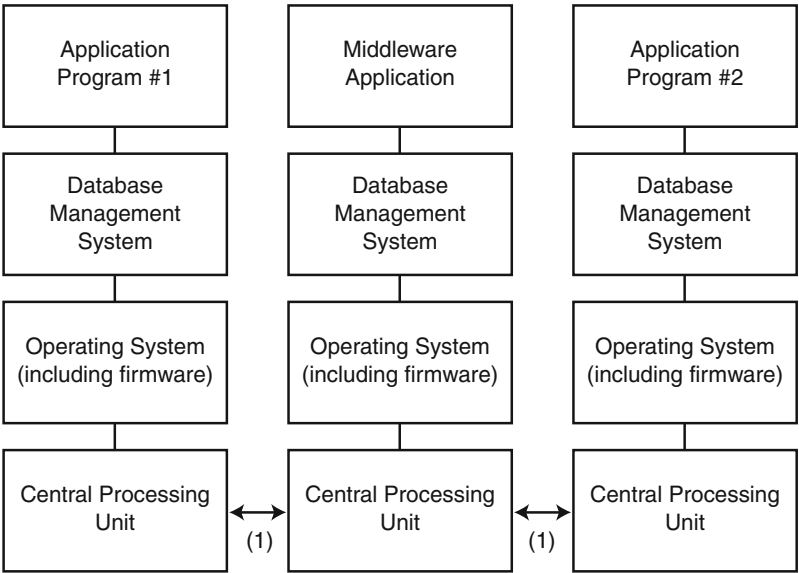 Application
Program #1
Middleware
Application
Application
Program #2
Database
Management
System
Database
Management
System
Database
Management
System
Operating System
(including firmware)
Operating System
(including firmware)
Operating System
(including firmware)
Central Processing
Unit
(1)
Central Processing
Unit
(1)
Central Processing
Unit